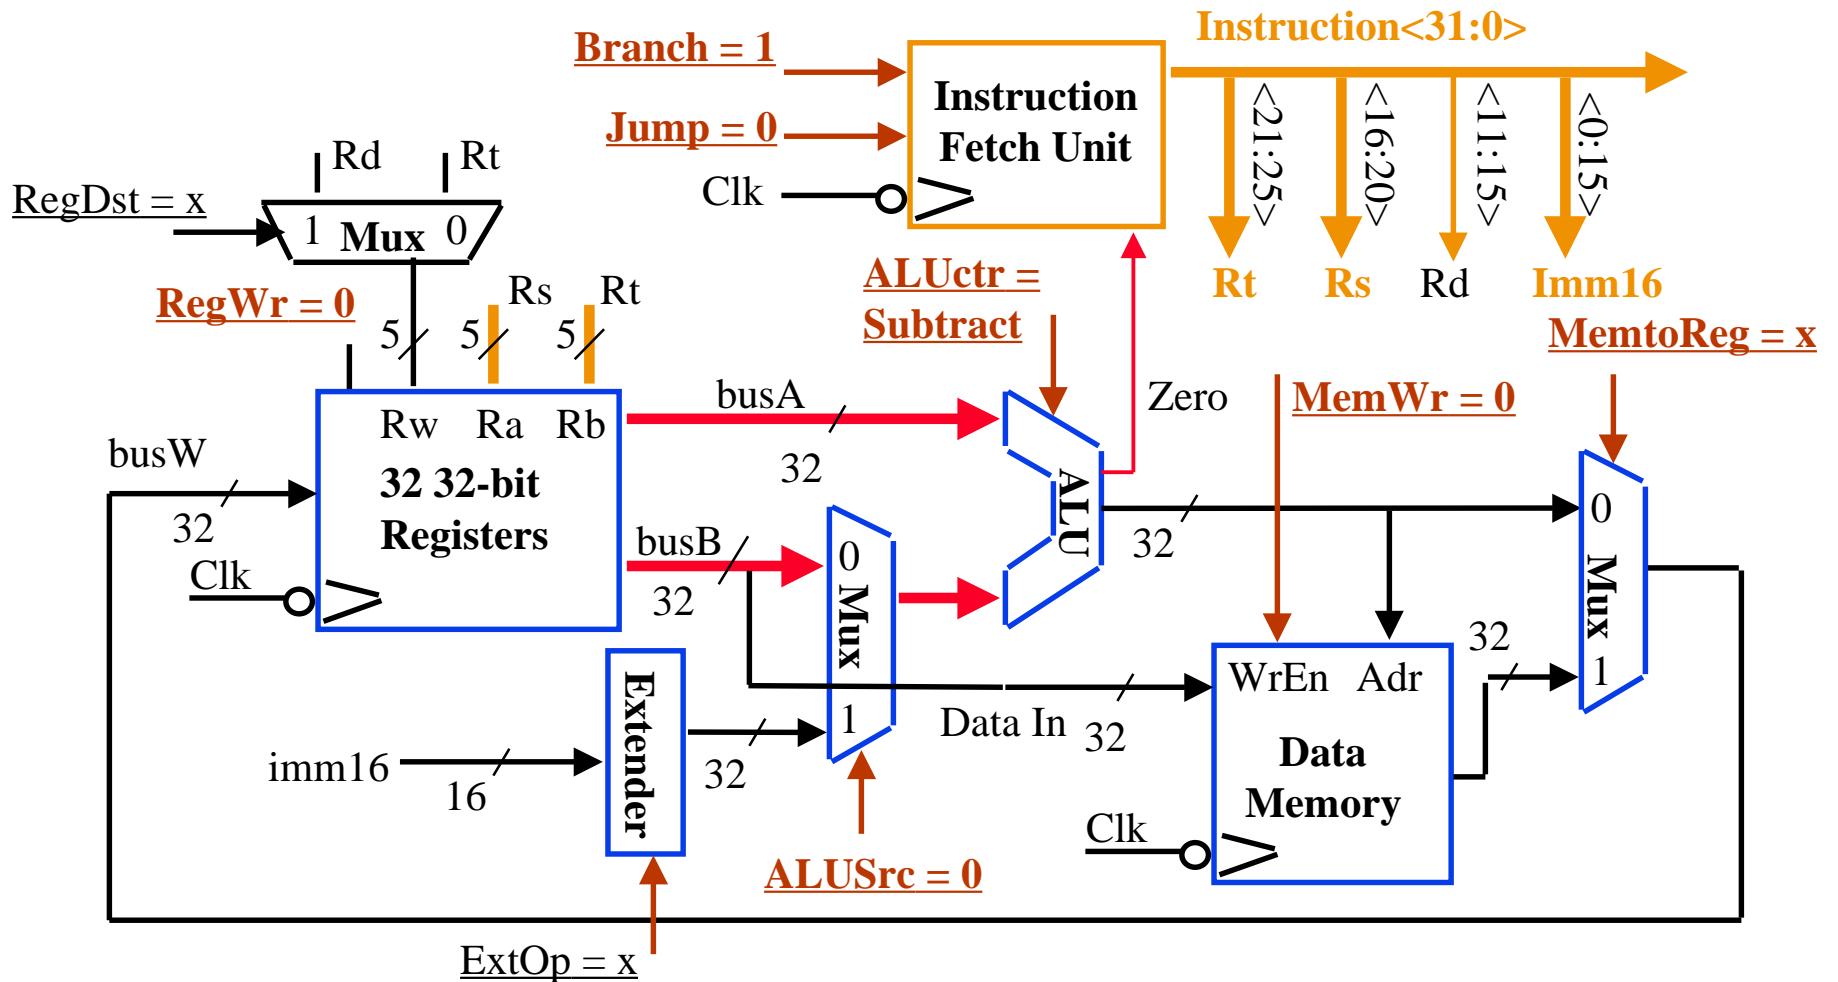 Instruction<31:0>
Branch = 1
Jump = 0
Clk
Instruction
Fetch Unit
<21:25>
<16:20>
<11:15>
<0:15>
Rt
Rs
Rd
Imm16
Rd
Rt
RegDst = x
1
Mux
0
RegWr = 0
5
Rs
5
Rt
5
ALUctr =
Subtract
MemtoReg = x
MemWr = 0
Zero
busA
32
Rw
Ra
Rb
32 32-bit
Registers
busW
32
Clk
busB
32
0
Mux
1
ALU
32
0
Mux
1
32
WrEn
Adr
Data
Memory
Clk
Data In
32
Extender
imm16
16
32
ALUSrc = 0
ExtOp = x